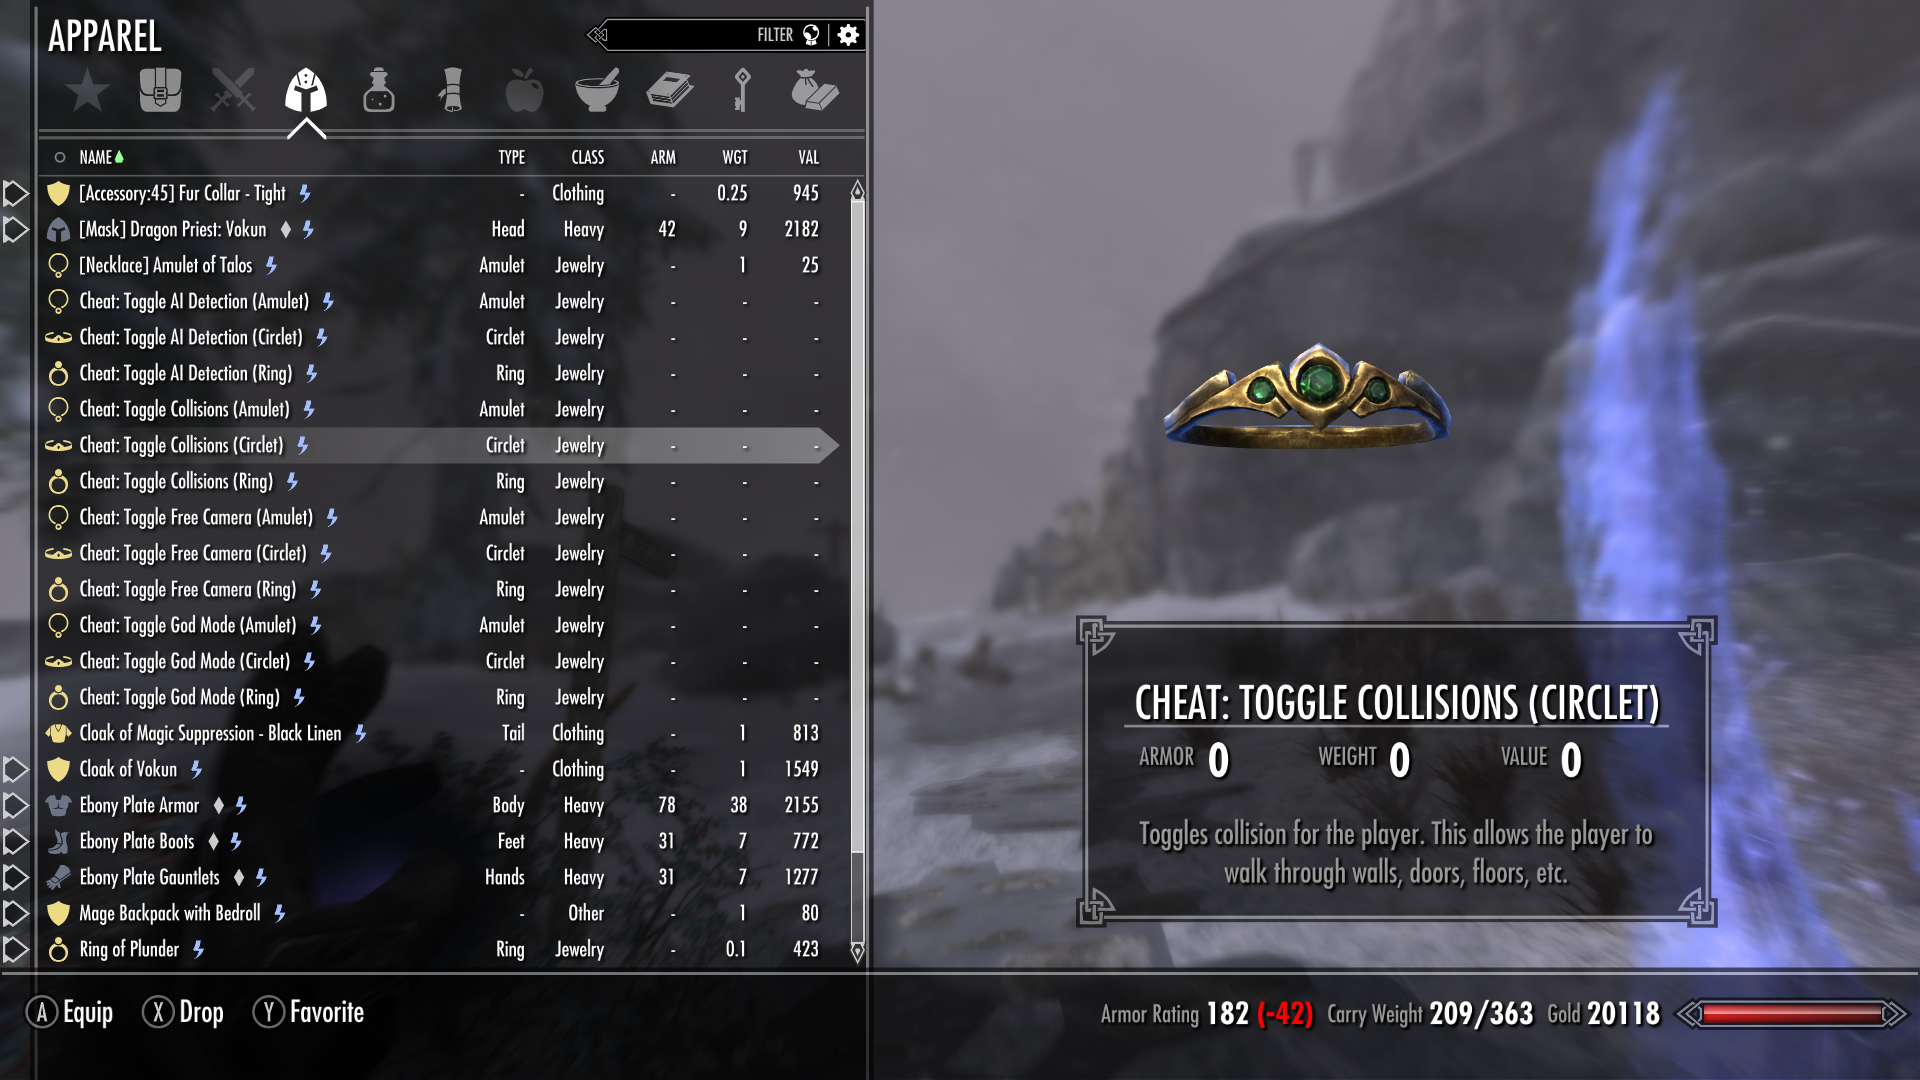 APPAREL
FILTER
NAME TYPE CLASS ARM WGT VAL
[Accessory:45] Fur Collar - Tight - Clothing - 0.25 945
[Mask] Dragon Priest: Vokun Head Heavy 42 9 2182
[Necklace] Amulet of Talos Amulet Jewelry - 1 25
Cheat: Toggle AI Detection (Amulet) Amulet Jewelry - - -
Cheat: Toggle AI Detection (Circlet) Circlet Jewelry - - -
Cheat: Toggle AI Detection (Ring) Ring Jewelry - - -
Cheat: Toggle Collisions (Amulet) Amulet Jewelry - - -
Cheat: Toggle Collisions (Circlet) Circlet Jewelry - - -
Cheat: Toggle Collisions (Ring) Ring Jewelry - - -
Cheat: Toggle Free Camera (Amulet) Amulet Jewelry - - -
Cheat: Toggle Free Camera (Circlet) Circlet Jewelry - - -
Cheat: Toggle Free Camera (Ring) Ring Jewelry - - -
Cheat: Toggle God Mode (Amulet) Amulet Jewelry - - -
Cheat: Toggle God Mode (Circlet) Circlet Jewelry - - -
Cheat: Toggle God Mode (Ring) Ring Jewelry - - -
Cloak of Magic Suppression - Black Linen Tail Clothing - 1 813
Cloak of Vokun - Clothing - 1 1549
Ebony Plate Armor Body Heavy 78 38 2155
Ebony Plate Boots Feet Heavy 31 7 772
Ebony Plate Gauntlets Hands Heavy 31 7 1277
Mage Backpack with Bedroll - Other - 1 80
Ring of Plunder Ring Jewelry - 0.1 423
CHEAT: TOGGLE COLLISIONS (CIRCLET)
ARMOR 0 WEIGHT 0 VALUE 0
Toggles collision for the player. This allows the player to
walk through walls, doors, floors, etc.
A Equip X Drop Y Favorite
Armor Rating 182 (-42) Carry Weight 209/363 Gold 20118